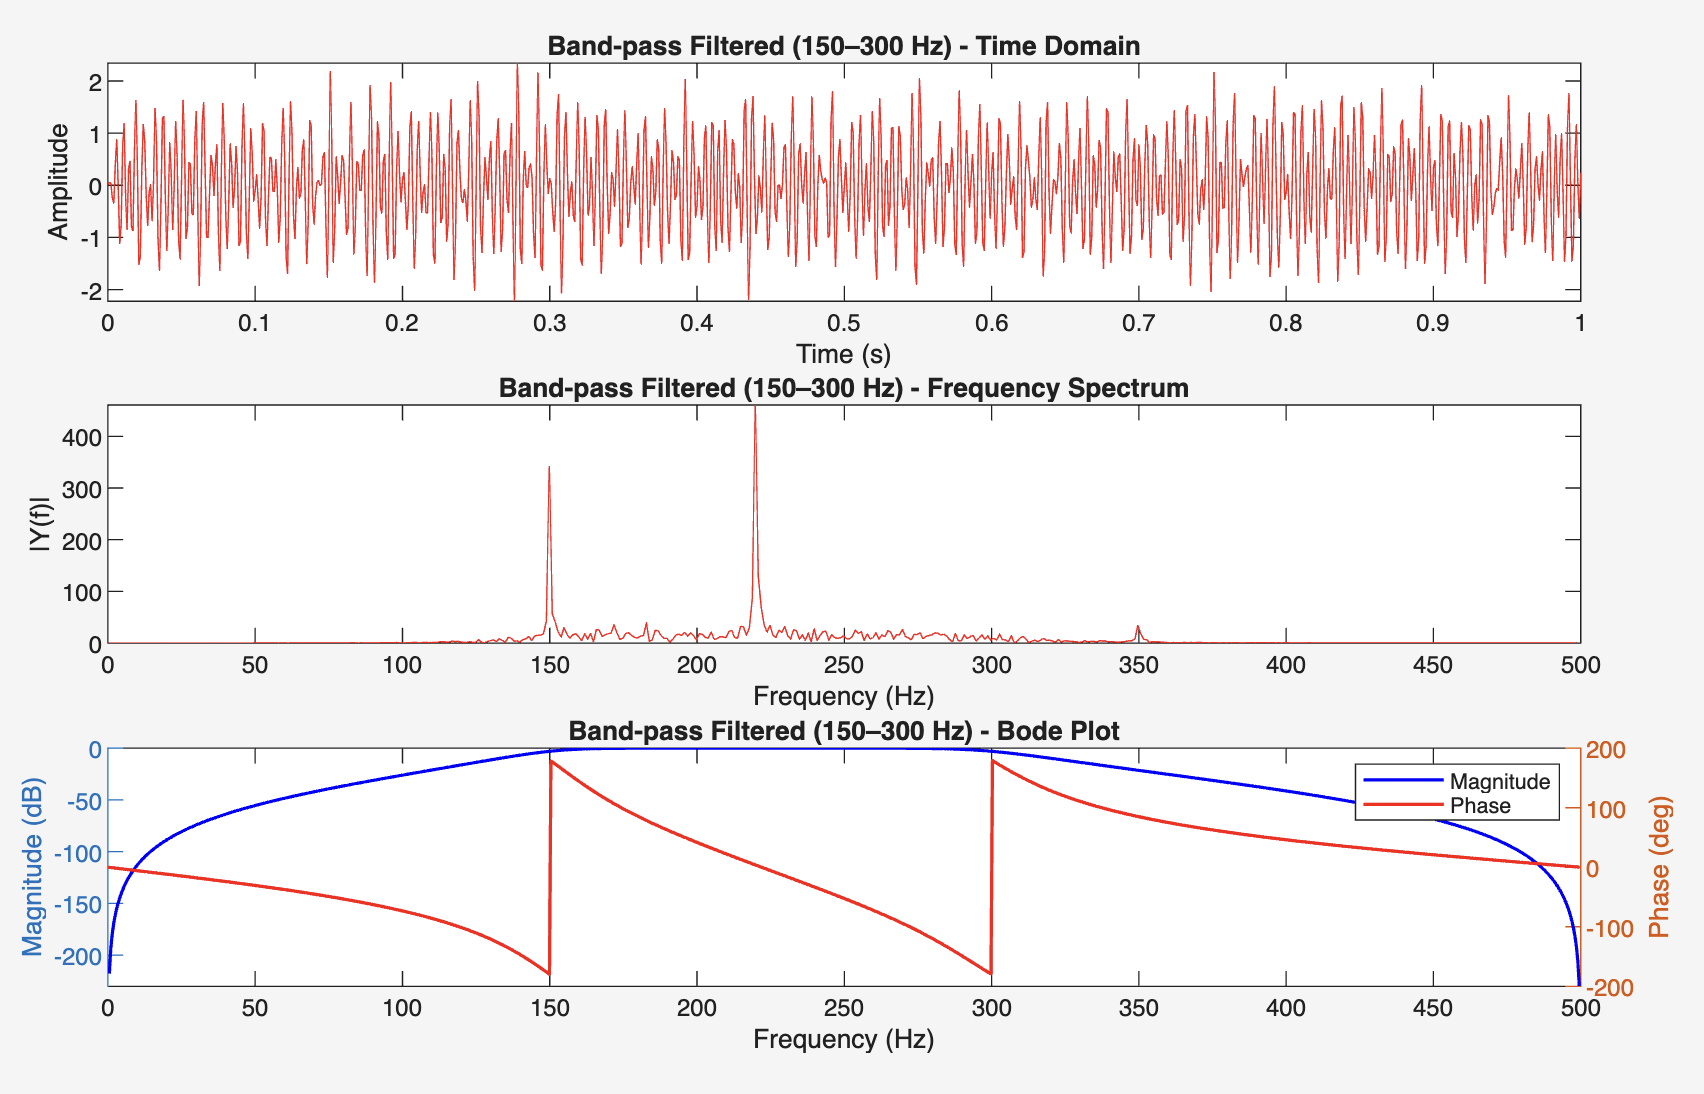 Band-pass Filtered (150–300 Hz) - Time Domain
2
1
0
-1
-2
Amplitude
0 0.1 0.2 0.3 0.4 0.5 0.6 0.7 0.8 0.9 1
Time (s)
Band-pass Filtered (150–300 Hz) - Frequency Spectrum
400
300
200
100
0
|Y(f)|
0 50 100 150 200 250 300 350 400 450 500
Frequency (Hz)
Band-pass Filtered (150–300 Hz) - Bode Plot
0
-50
-100
-150
-200
Magnitude (dB)
Magnitude
Phase
200
100
0
-100
-200
Phase (deg)
0 50 100 150 200 250 300 350 400 450 500
Frequency (Hz)